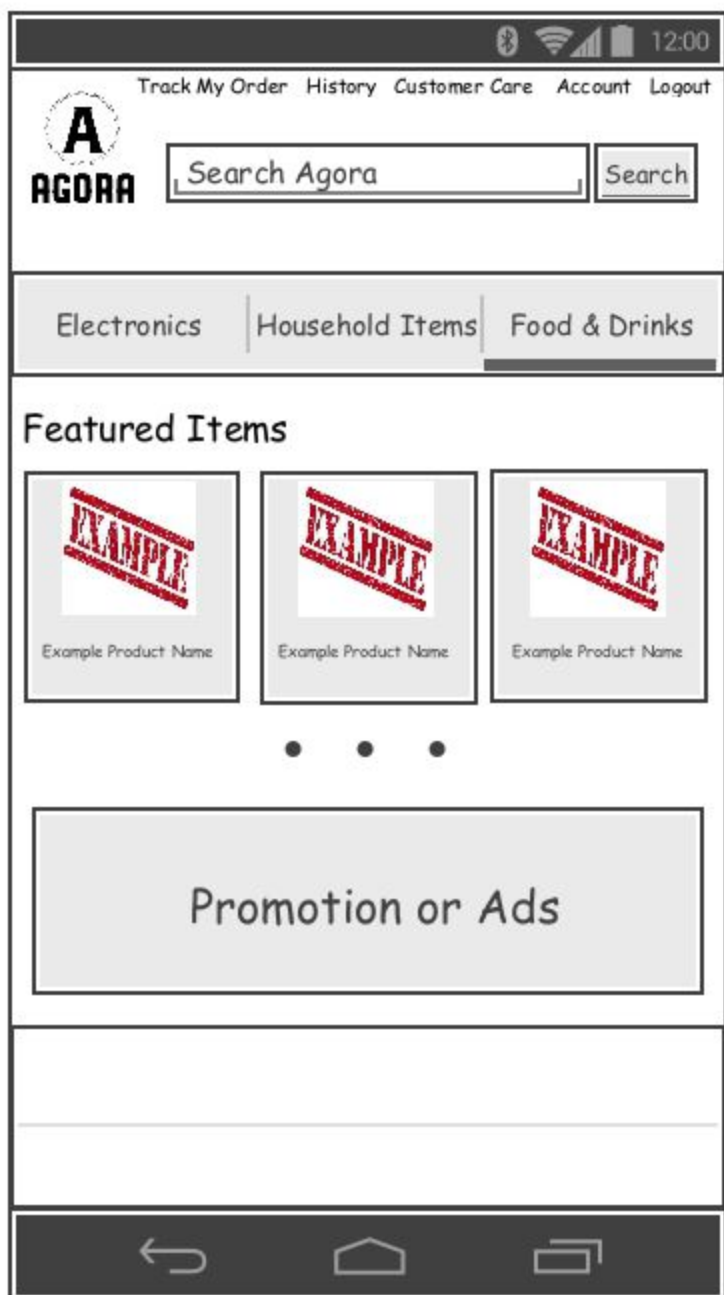 12:00
Track My Order History Customer Care Account Logout
A
AGORA
Search Agora Search
Electronics Household Items Food & Drinks
Featured Items
EXAMPLE EXAMPLE EXAMPLE
Example Product Name Example Product Name Example Product Name
Promotion or Ads